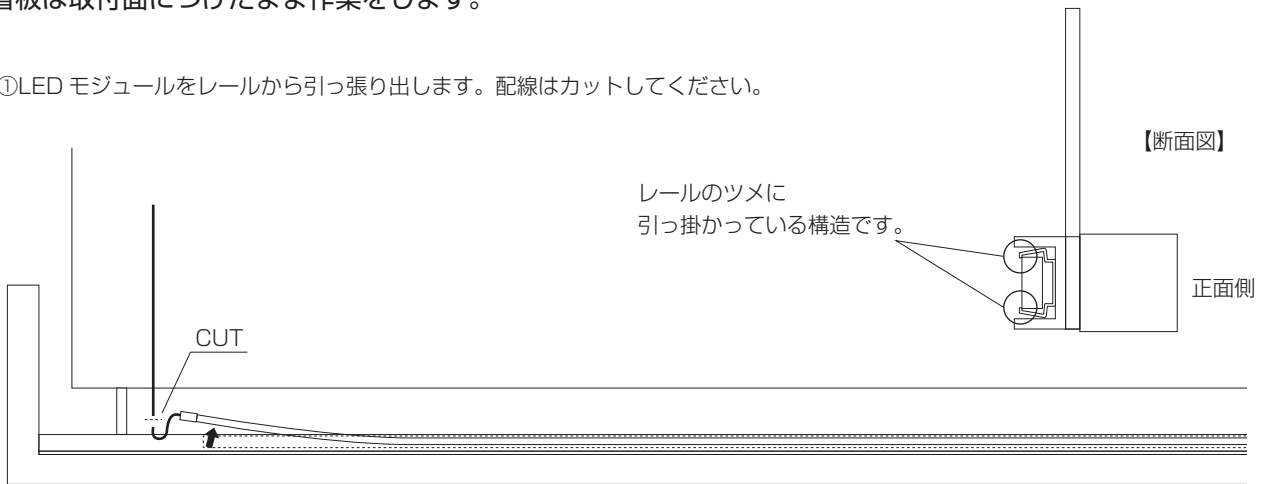 看板は取付面につけたまま作業をします。
①LED モジュールをレールから引っ張り出します。配線はカットしてください。
【断面図】
レールのツメに
引っ掛かっている構造です。
正面側
CUT